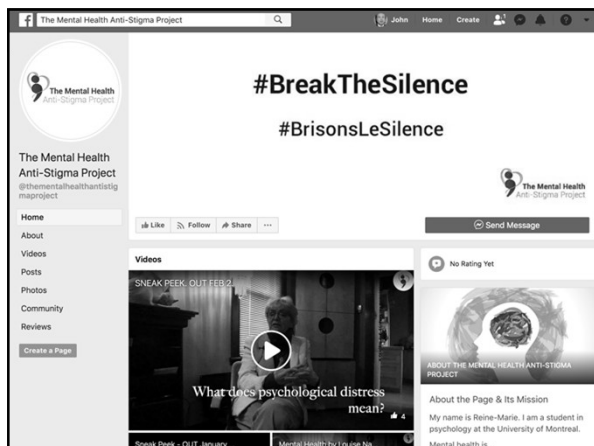 The Mental Health Anti-Stigma Project
John
Home
Create
The Mental Health
Anti-Stigma Project
The Mental Health
Anti-Stigma Project
@thementalhealthantistig
maproject
Home
About
Videos
Posts
Photos
Community
Reviews
Create a Page
#BreakTheSilence
#BrisonsLeSilence
The Mental Health
Anti-Stigma Project
Like
Follow
Share
Send Message
Videos
SNEAK PEEK. OUT FEB 2
What does psychological distress
mean?
4
Sneak Peek - OUT January
Mental Health by Louise Na
No Rating Yet
ABOUT THE MENTAL HEALTH ANTI-STIGMA
PROJECT
About the Page & Its Mission
My name is Reine-Marie. I am a student in
psychology at the University of Montreal.
Mental health is